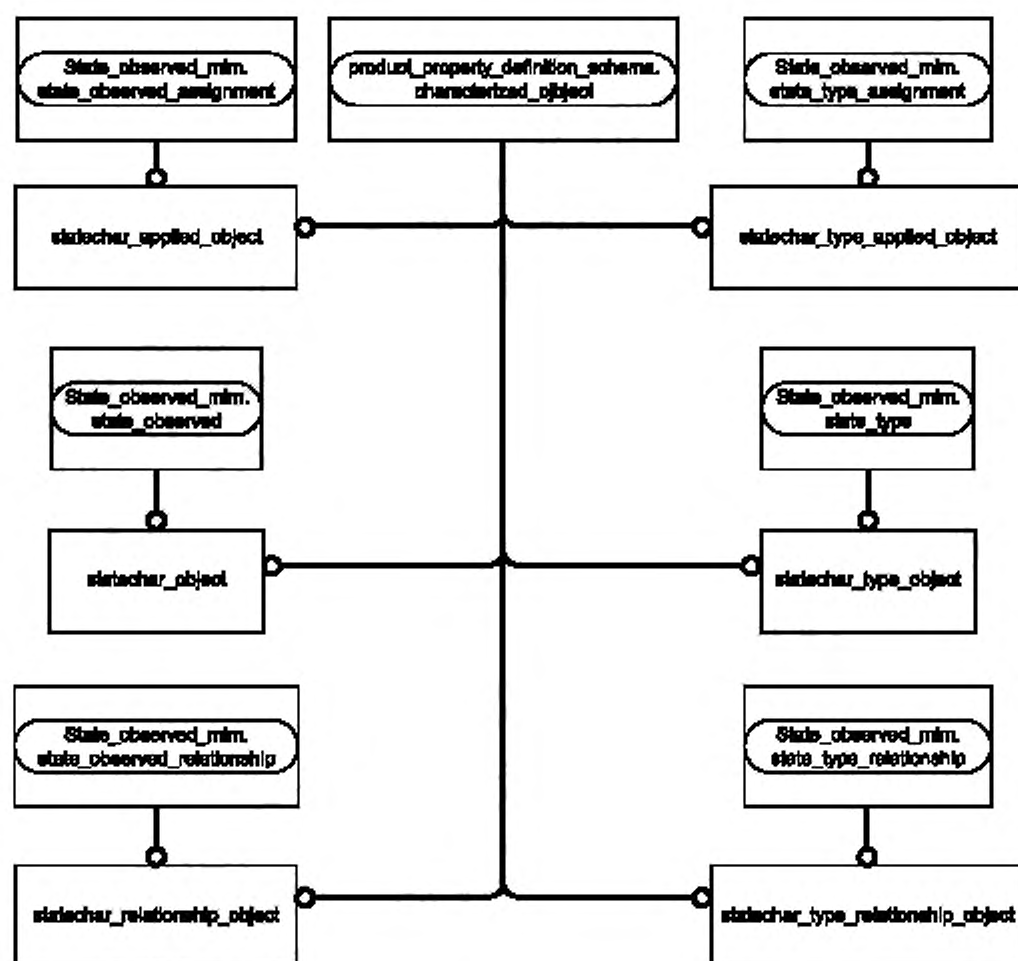 State_observed_mim.
state_observed_assignment
product_property_definition_schema.
characterized_object
State_observed_mim.
state_type_assignment
statechar_applied_object
statechar_type_applied_object
State_observed_mim.
state_observed
State_observed_mim.
state_type
statechar_object
statechar_type_object
State_observed_mim.
state_observed_relationship
State_observed_mim.
state_type_relationship
statechar_relationship_object
statechar_type_relationship_object